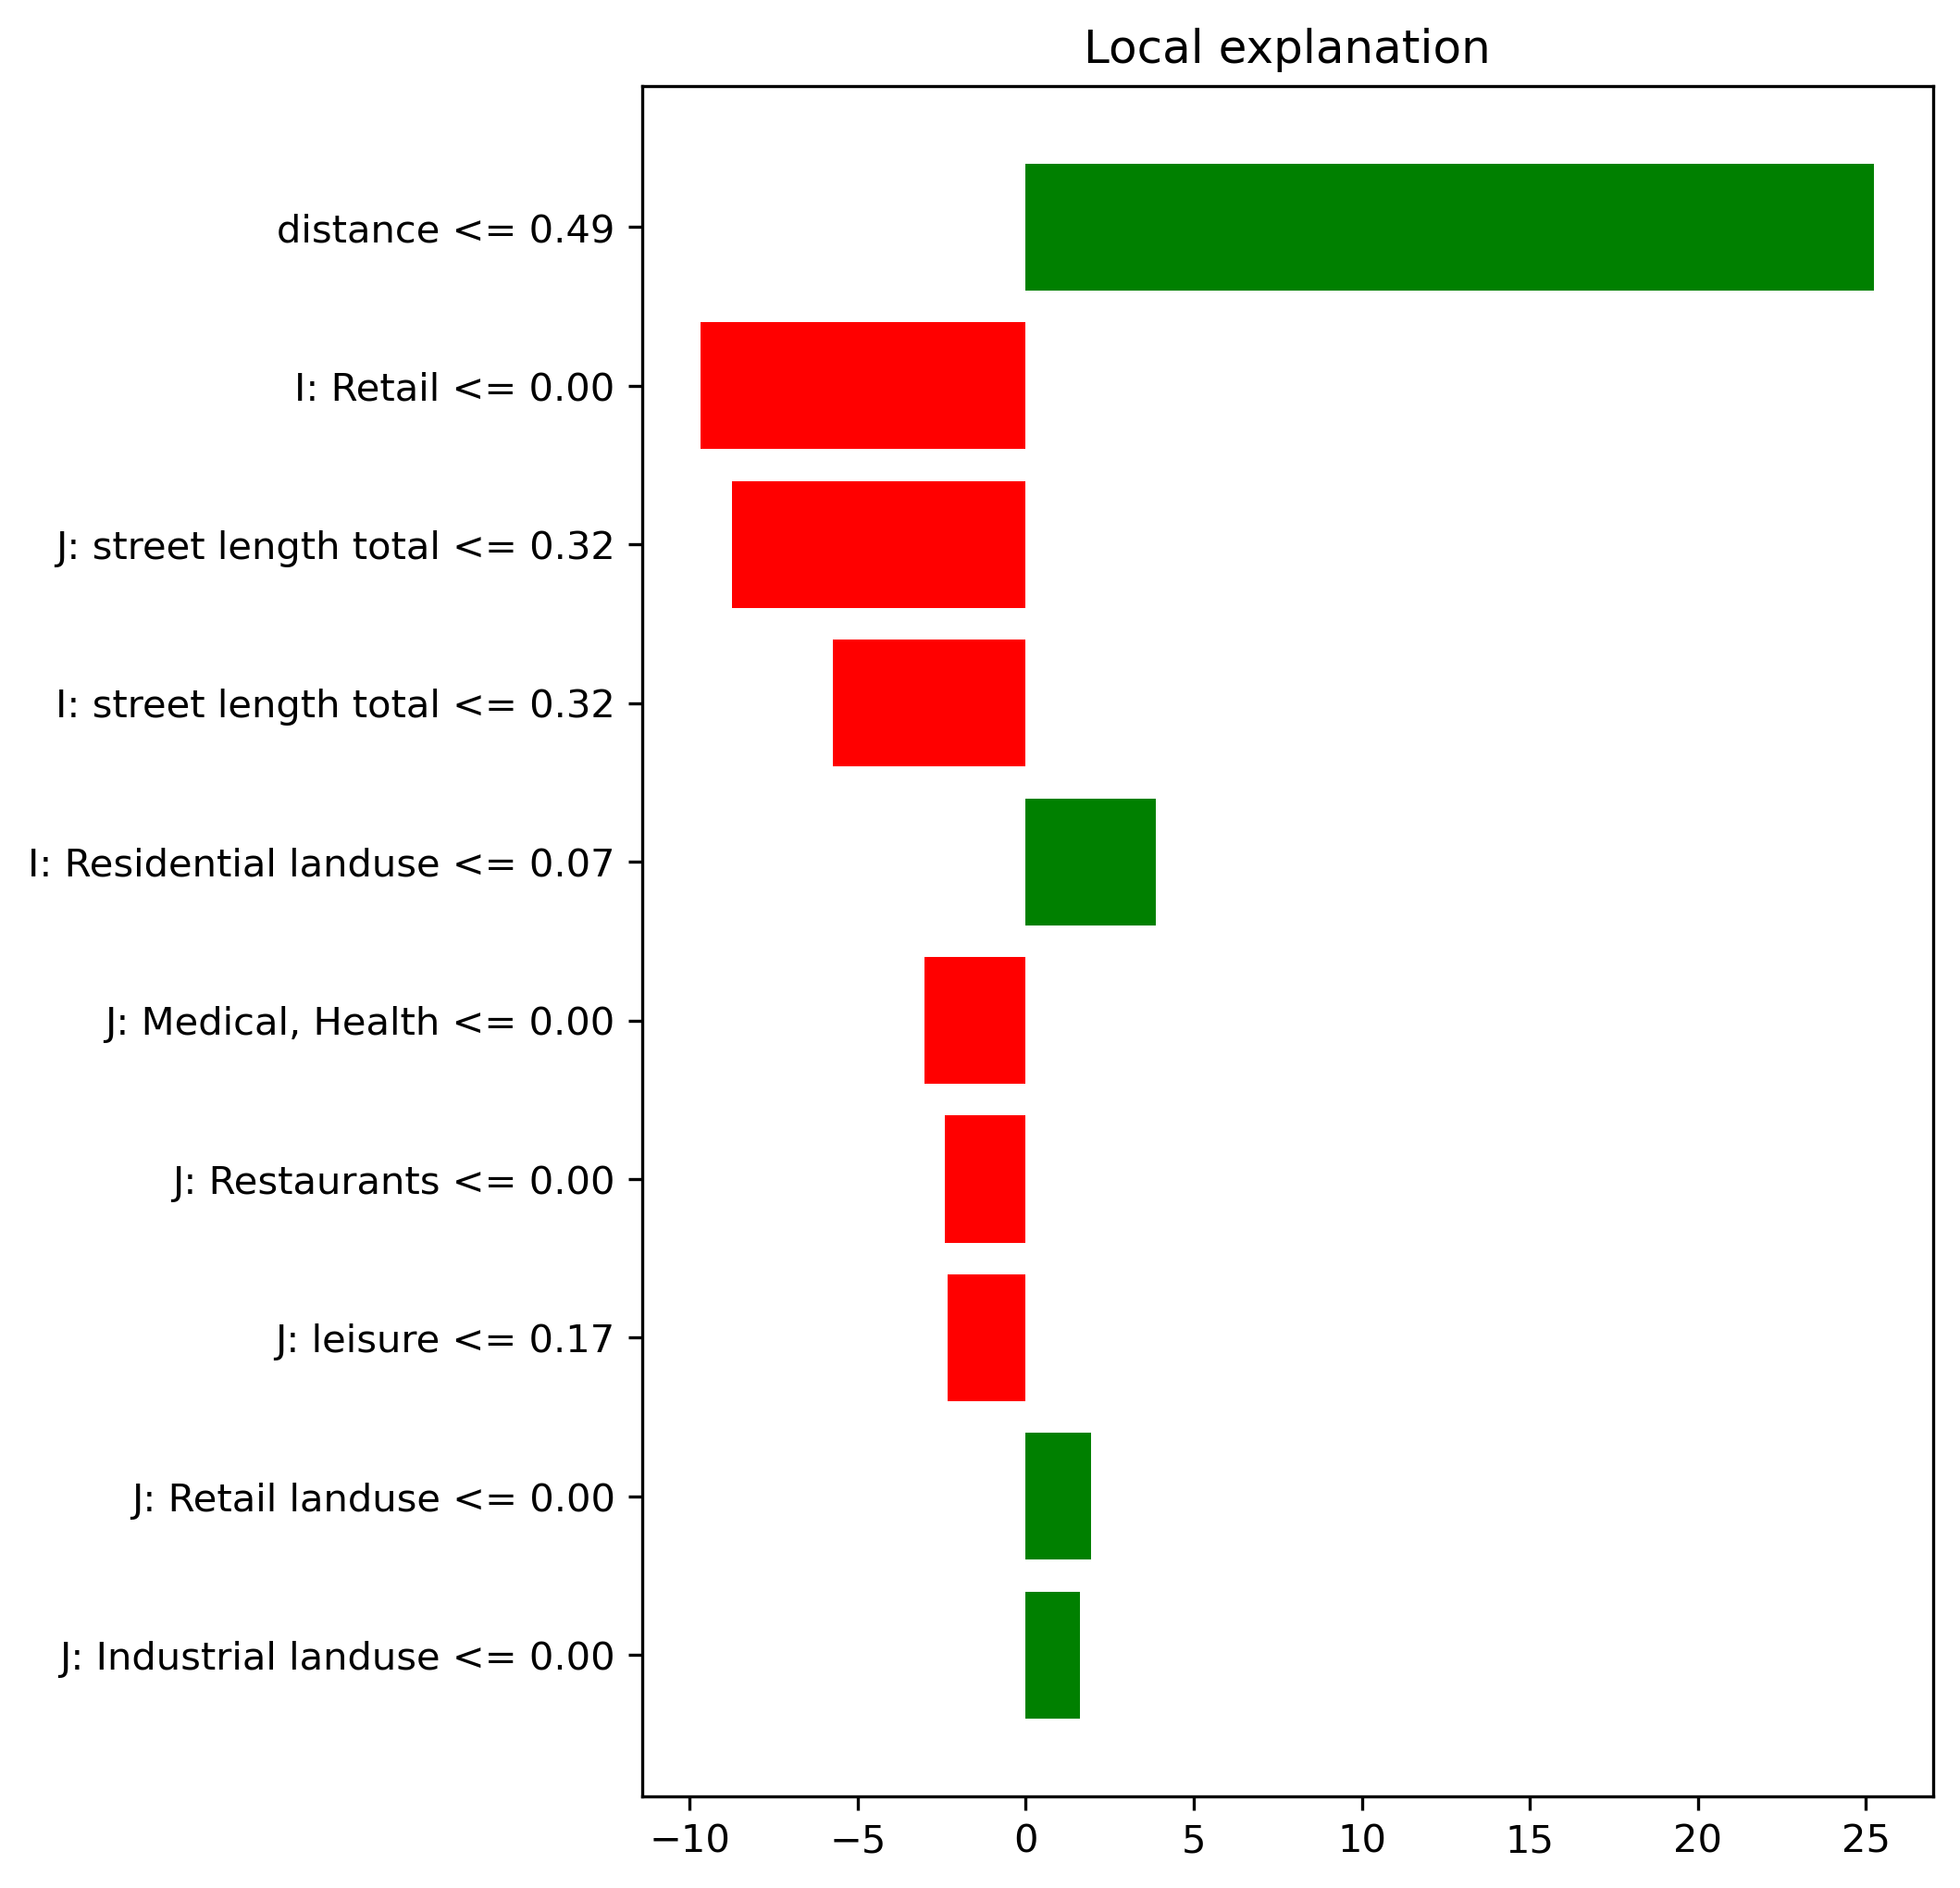 Local explanation
distance <= 0.49
I: Retail <= 0.00
J: street length total <= 0.32
I: street length total <= 0.32
I: Residential landuse <= 0.07
J: Medical, Health <= 0.00
J: Restaurants <= 0.00
J: leisure <= 0.17
J: Retail landuse <= 0.00
J: Industrial landuse <= 0.00
−10 −5 0 5 10 15 20 25